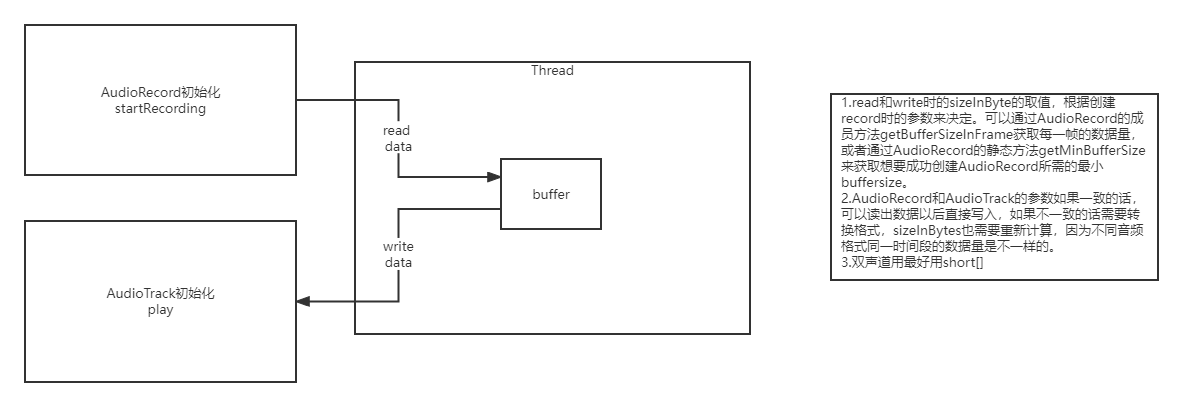 AudioRecord初始化
startRecording
Thread
read
data
buffer
write
data
AudioTrack初始化
play
1.read和write时的sizeInByte的取值，根据创建
record时的参数来决定。可以通过AudioRecord的成
员方法getBufferSizeInFrame获取每一帧的数据量，
或者通过AudioRecord的静态方法getMinBufferSize
来获取想要成功创建AudioRecord所需的最小
buffersize。
2.AudioRecord和AudioTrack的参数如果一致的话，
可以读出数据以后直接写入，如果不一致的话需要转
换格式，sizeInBytes也需要重新计算，因为不同音频
格式同一时间段的数据量是不一样的。
3.双声道用最好用short[]